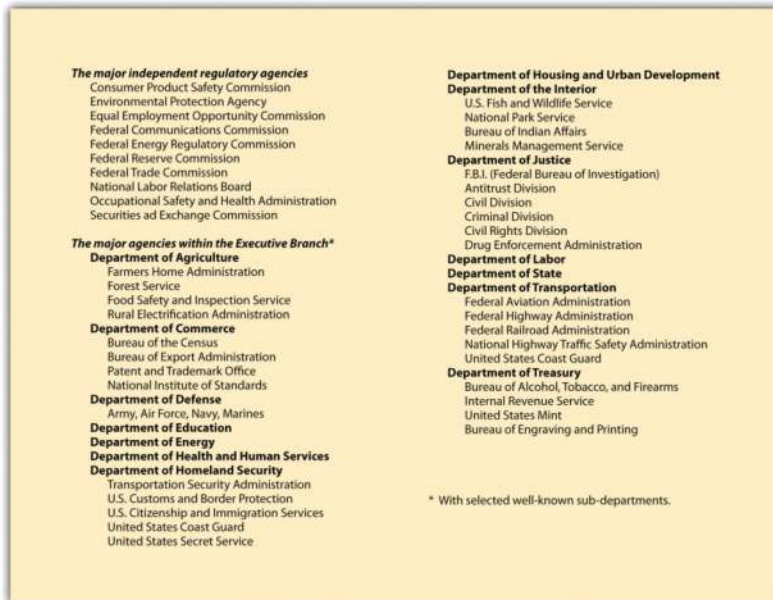 The major independent regulatory agencies
Consumer Product Safety Commission
Environmental Protection Agency
Equal Employment Opportunity Commission
Federal Communications Commission
Federal Energy Regulatory Commission
Federal Reserve Commission
Federal Trade Commission
National Labor Relations Board
Occupational Safety and Health Administration
Securities ad Exchange Commission
The major agencies within the Executive Branch*
Department of Agriculture
Farmers Home Administration
Forest Service
Food Safety and Inspection Service
Rural Electrification Administration
Department of Commerce
Bureau of the Census
Bureau of Export Administration
Patent and Trademark Office
National Institute of Standards
Department of Defense
Army, Air Force, Navy, Marines
Department of Education
Department of Energy
Department of Health and Human Services
Department of Homeland Security
Transportation Security Administration
U.S. Customs and Border Protection
U.S. Citizenship and Immigration Services
United States Coast Guard
United States Secret Service
Department of Housing and Urban Development
Department of the Interior
U.S. Fish and Wildlife Service
National Park Service
Bureau of Indian Affairs
Minerals Management Service
Department of Justice
F.B.I. (Federal Bureau of Investigation)
Antitrust Division
Civil Division
Criminal Division
Civil Rights Division
Drug Enforcement Administration
Department of Labor
Department of State
Department of Transportation
Federal Aviation Administration
Federal Highway Administration
Federal Railroad Administration
National Highway Traffic Safety Administration
United States Coast Guard
Department of Treasury
Bureau of Alcohol, Tobacco, and Firearms
Internal Revenue Service
United States Mint
Bureau of Engraving and Printing
* With selected well-known sub-departments.